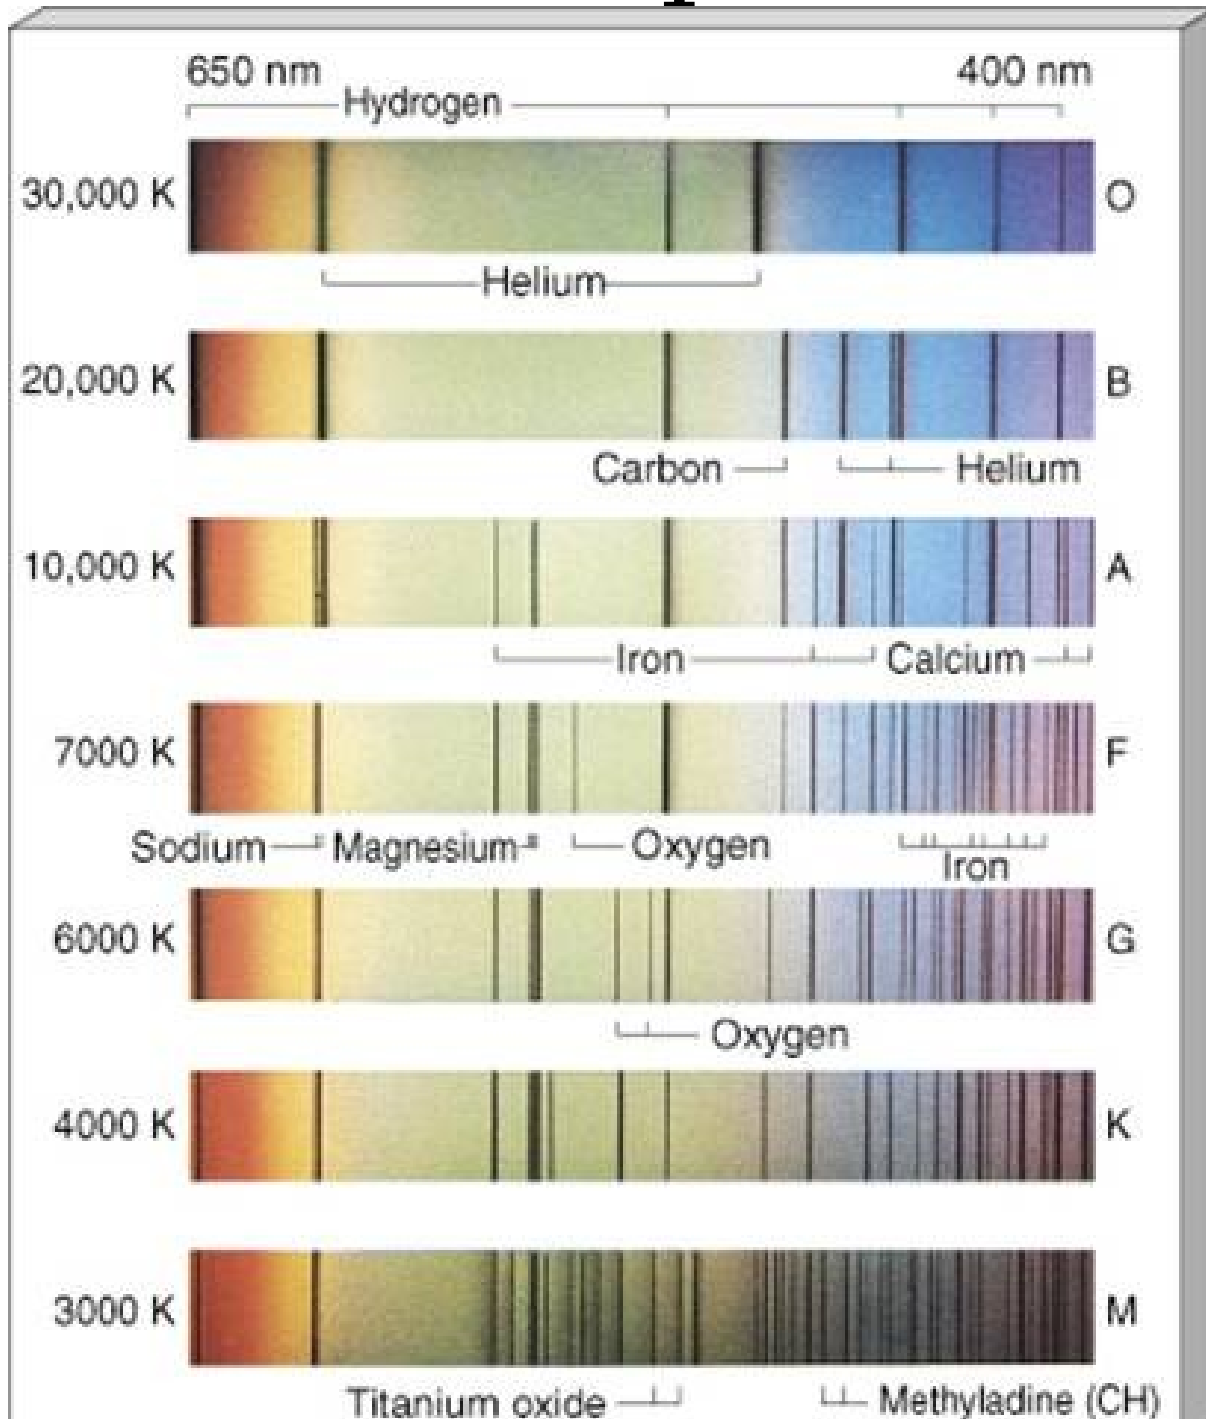 650 nm 400 nm
Hydrogen
30,000 K O
Helium
20,000 K B
Carbon Helium
10,000 K A
Iron Calcium
7000 K F
Sodium Magnesium Oxygen Iron
6000 K G
Oxygen
4000 K K
3000 K M
Titanium oxide Methyladine (CH)